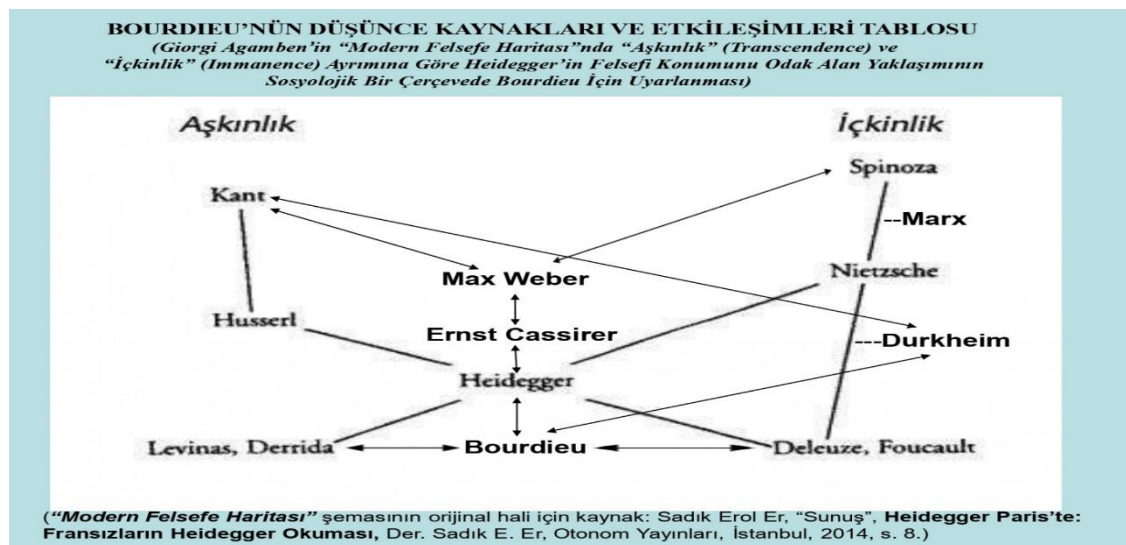 BOURDIEU’NÜN DÜŞÜNCE KAYNAKLARI VE ETKİLEŞİMLERİ TABLOSU
(Giorgi Agamben’in “Modern Felsefe Haritası”nda “Aşkınlık” (Transcendence) ve
“İçkinlik” (Immanence) Ayrımına Göre Heidegger’in Felsefi Konumunu Odak Alan Yaklaşımının
Sosyolojik Bir Çerçevede Bourdieu İçin Uyarlanması)
Aşkınlık İçkinlik
Spinoza
Kant
---Marx
Max Weber Nietzsche
Husserl Ernst Cassirer ---Durkheim
Heidegger
Levinas, Derrida Bourdieu Deleuze, Foucault
(“Modern Felsefe Haritası” şemasının orijinal hali için kaynak: Sadık Erol Er, “Sunuş”, Heidegger Paris’te:
Fransızların Heidegger Okuması, Der. Sadık E. Er, Otonom Yayınları, İstanbul, 2014, s. 8.)